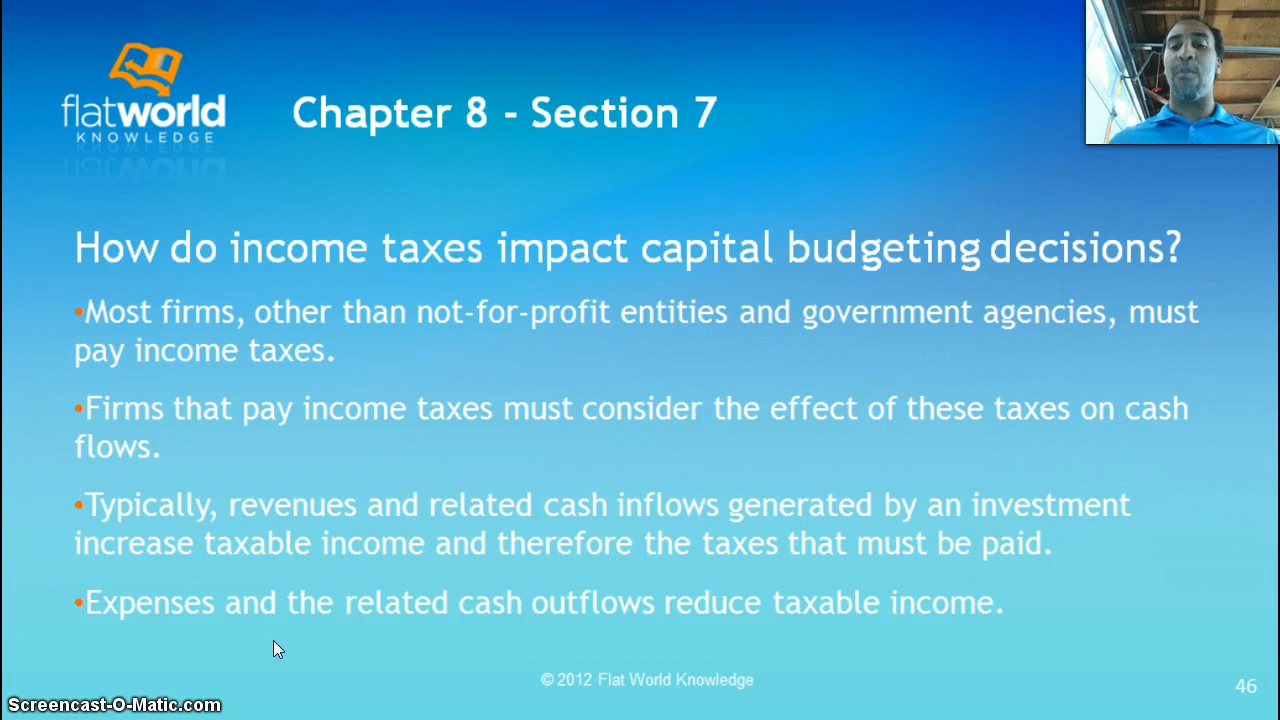 flatworld
KNOWLEDGE
Chapter 8 - Section 7
How do income taxes impact capital budgeting decisions?
•Most firms, other than not-for-profit entities and government agencies, must
pay income taxes.
•Firms that pay income taxes must consider the effect of these taxes on cash
flows.
•Typically, revenues and related cash inflows generated by an investment
increase taxable income and therefore the taxes that must be paid.
•Expenses and the related cash outflows reduce taxable income.
© 2012 Flat World Knowledge
46
Screencast-O-Matic.com